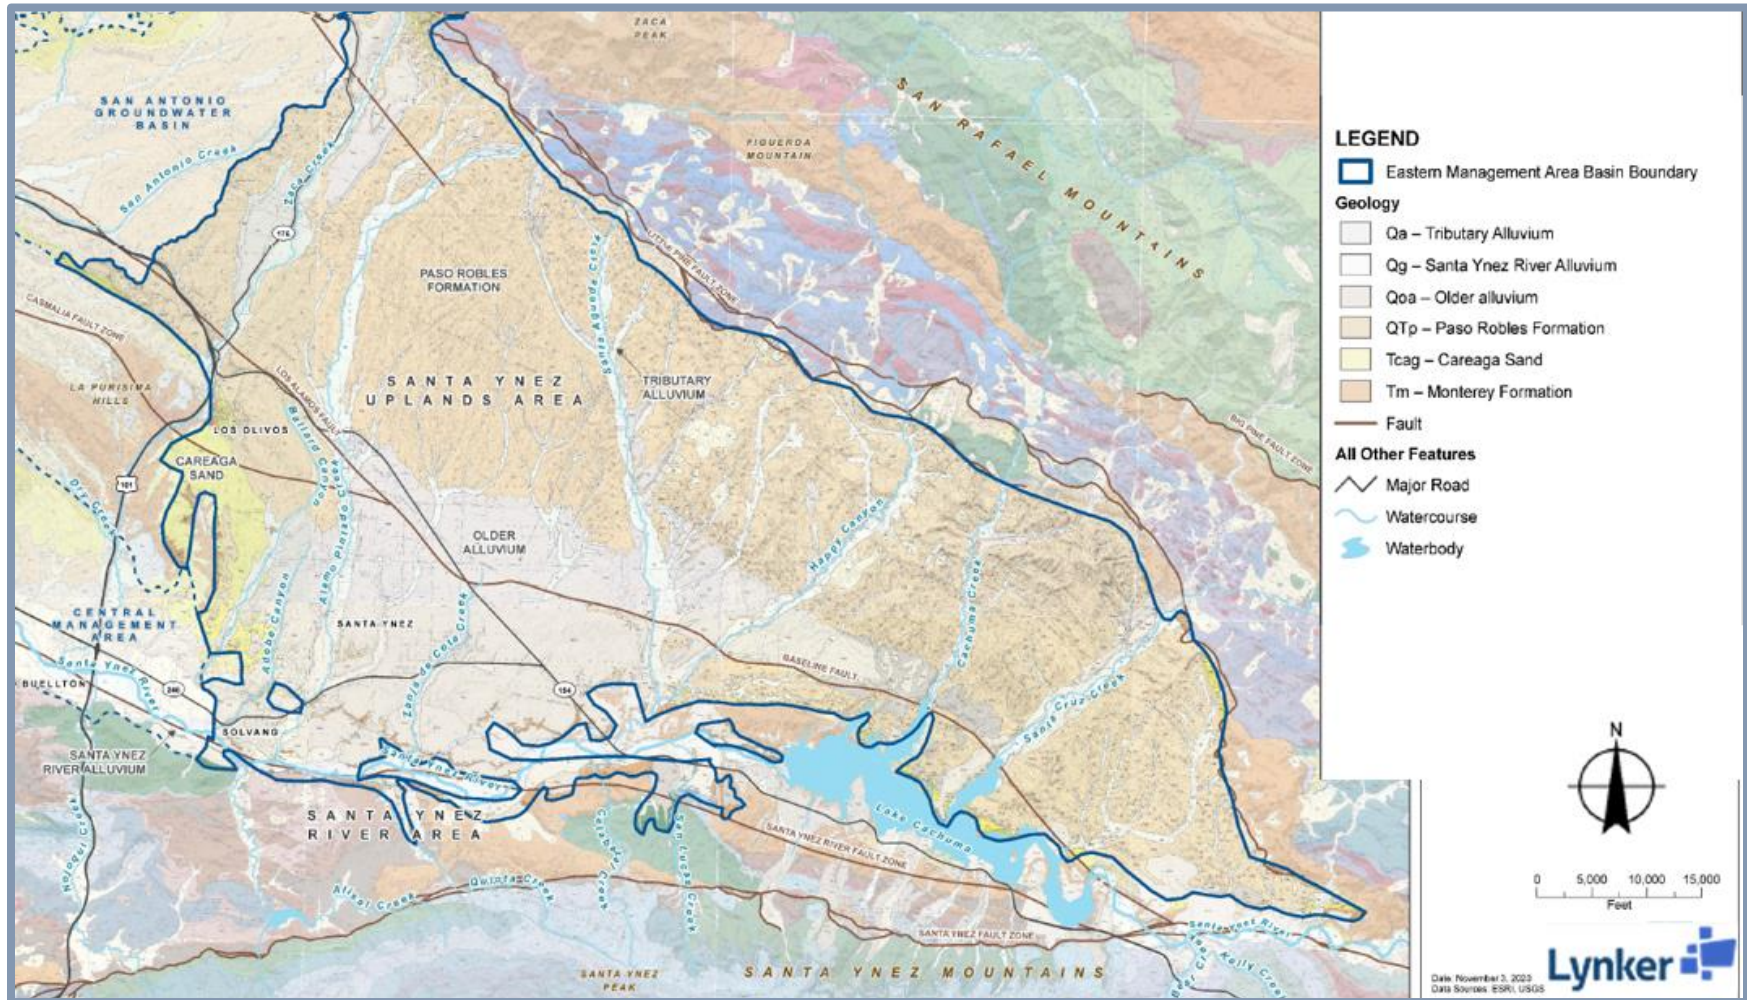 ZACA
PEAK
SAN ANTONIO
GROUNDWATER
BASIN
San Antonio Creek
Zaca Creek
176
FIGUEROA
MOUNTAIN
SAN RAFAEL MOUNTAINS
LITTLE PINE FAULT ZONE
BIG PINE FAULT ZONE
PASO ROBLES
FORMATION
Santa Agueda Creek
CASMALIA FAULT ZONE
LA PURISIMA
HILLS
LOS ALAMOS FAULT
SANTA YNEZ
UPLANDS AREA
TRIBUTARY
ALLUVIUM
LOS OLIVOS
Ballard Canyon
CAREAGA
SAND
101
Dry Creek
Alamo Pintado Creek
OLDER
ALLUVIUM
Happy Canyon
Cachuma Creek
Adobe Canyon
CENTRAL
MANAGEMENT
AREA
SANTA YNEZ
Zanja de Cota Creek
BASELINE FAULT
Santa Cruz Creek
Santa Ynez River
BUELLTON
246
154
SOLVANG
SANTA YNEZ
RIVER ALLUVIUM
Santa Ynez River
SANTA YNEZ
RIVER AREA
Lake Cachuma
SANTA YNEZ RIVER FAULT ZONE
Nojoqui Creek
Alisal Creek
Quiota Creek
Calabazal Creek
San Lucas Creek
SANTA YNEZ FAULT ZONE
Santa Ynez River
Kelly Creek
SANTA YNEZ
PEAK
SANTA YNEZ MOUNTAINS
LEGEND
Eastern Management Area Basin Boundary
Geology
Qa – Tributary Alluvium
Qg – Santa Ynez River Alluvium
Qoa – Older alluvium
QTp – Paso Robles Formation
Tcag – Careaga Sand
Tm – Monterey Formation
Fault
All Other Features
Major Road
Watercourse
Waterbody
N
0 5,000 10,000 15,000
Feet
Lynker
Date: November 3, 2023
Data Sources: ESRI, USGS